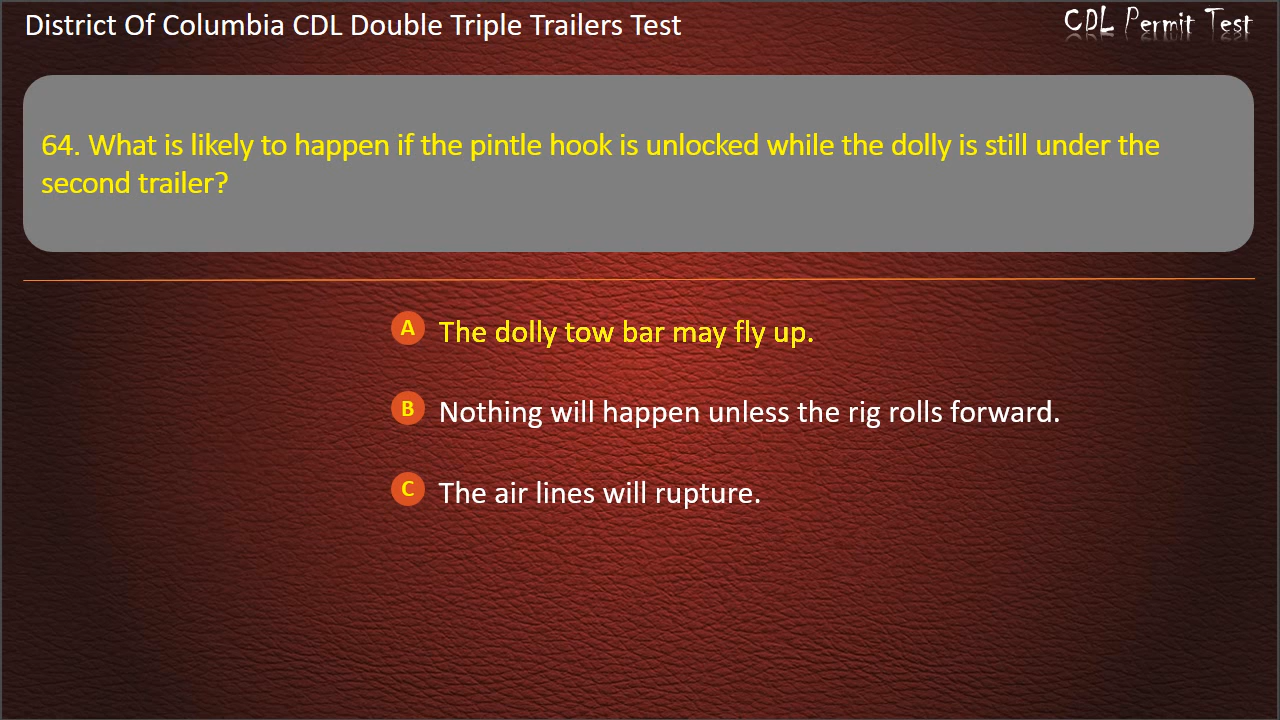 District Of Columbia CDL Double Triple Trailers Test
CDL Permit Test
64. What is likely to happen if the pintle hook is unlocked while the dolly is still under the
second trailer?
A The dolly tow bar may fly up.
B Nothing will happen unless the rig rolls forward.
C The air lines will rupture.